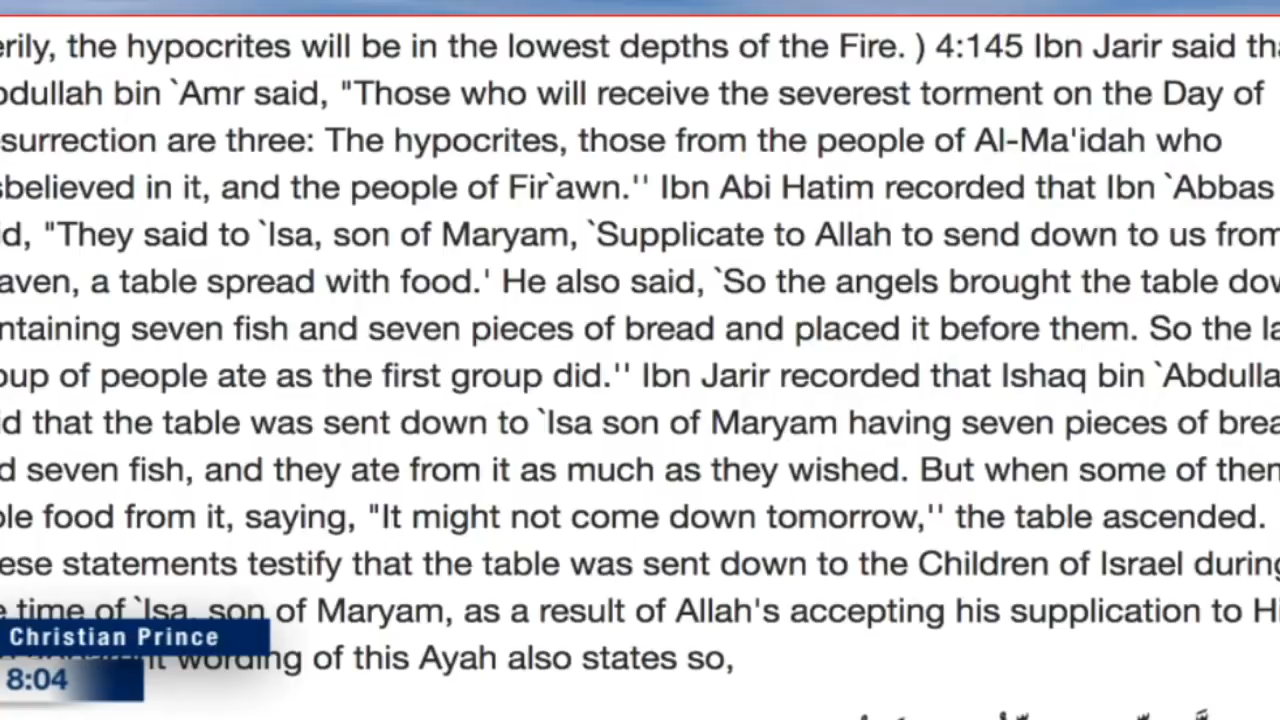 erily, the hypocrites will be in the lowest depths of the Fire. ) 4:145 Ibn Jarir said tha
odullah bin `Amr said, "Those who will receive the severest torment on the Day of
surrection are three: The hypocrites, those from the people of Al-Ma'idah who
sbelieved in it, and the people of Fir`awn.'' Ibn Abi Hatim recorded that Ibn `Abbas
id, "They said to `Isa, son of Maryam, `Supplicate to Allah to send down to us from
aven, a table spread with food.' He also said, `So the angels brought the table dow
ntaining seven fish and seven pieces of bread and placed it before them. So the la
oup of people ate as the first group did.'' Ibn Jarir recorded that Ishaq bin `Abdulla
id that the table was sent down to `Isa son of Maryam having seven pieces of brea
d seven fish, and they ate from it as much as they wished. But when some of them
ole food from it, saying, "It might not come down tomorrow,'' the table ascended.
ese statements testify that the table was sent down to the Children of Israel during
e time of `Isa, son of Maryam, as a result of Allah's accepting his supplication to Hi
wording of this Ayah also states so,
Christian Prince
8:04